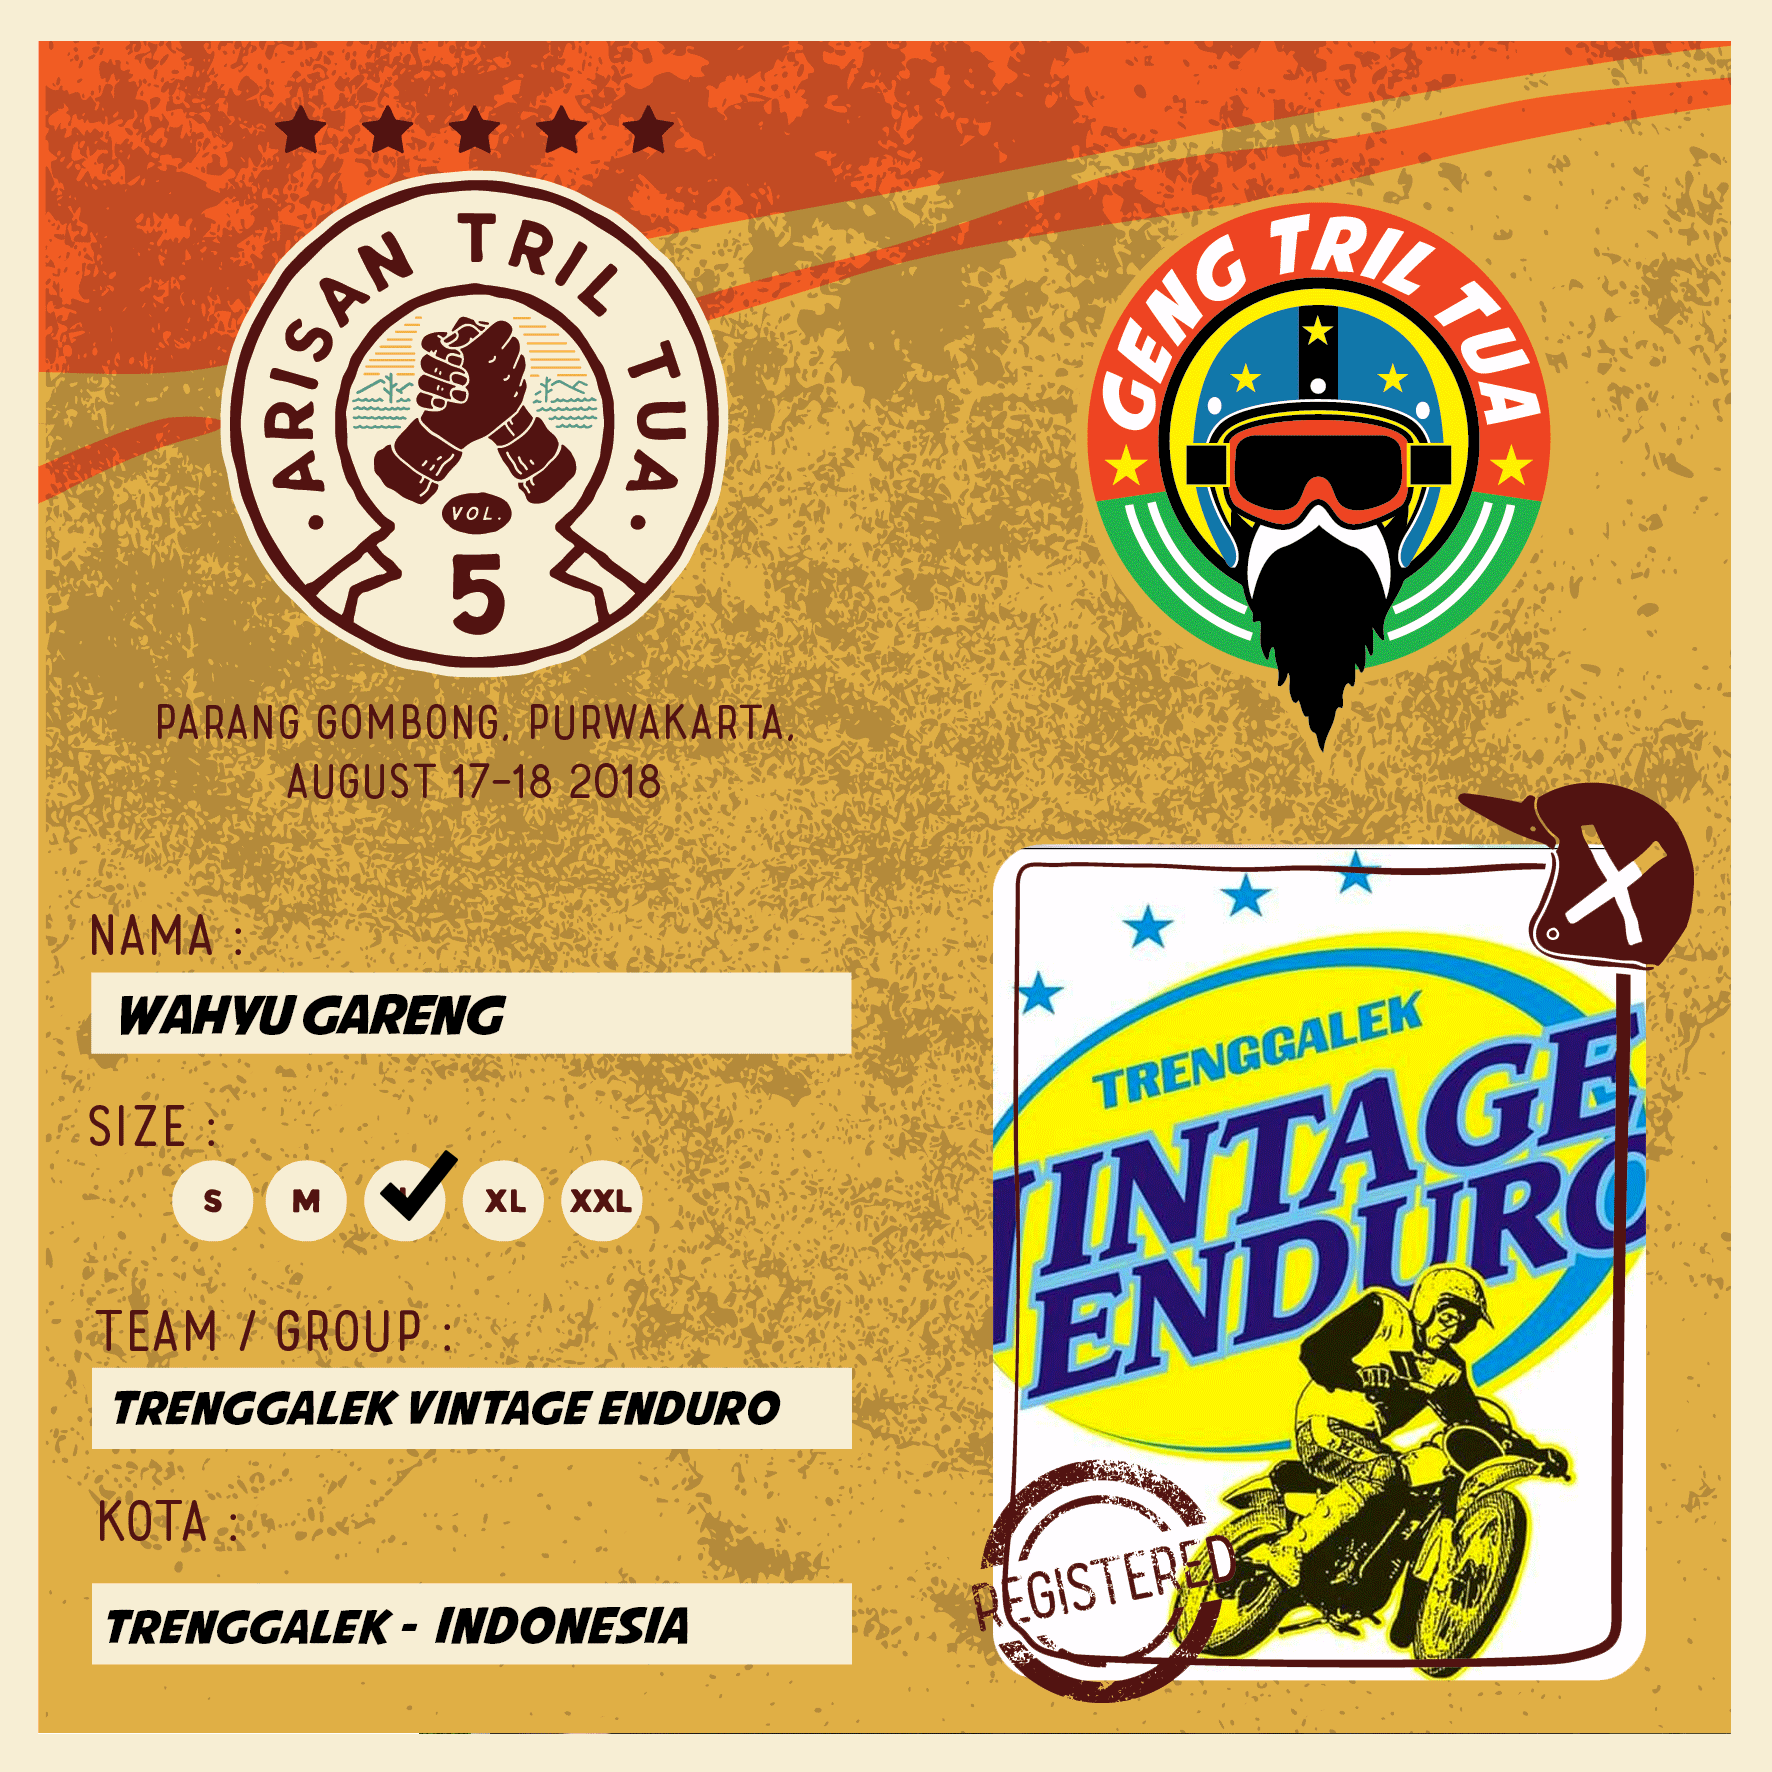 ARISAN TRIL TUA
VOL.
5
PARANG GOMBONG, PURWAKARTA,
AUGUST 17-18 2018
GENG TRIL TUA
NAMA :
WAHYU GARENG
SIZE :
S M L XL XXL
TEAM / GROUP :
TRENGGALEK VINTAGE ENDURO
KOTA :
TRENGGALEK - INDONESIA
TRENGGALEK
VINTAGE
ENDURO
REGISTERED